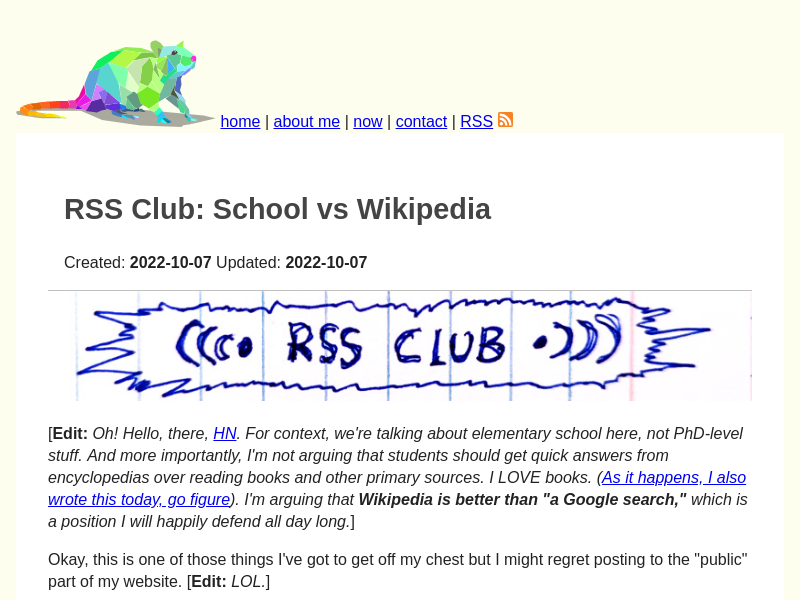 home | about me | now | contact | RSS
RSS Club: School vs Wikipedia
Created: 2022-10-07 Updated: 2022-10-07
RSS CLUB
[Edit: Oh! Hello, there, HN. For context, we're talking about elementary school here, not PhD-level
stuff. And more importantly, I'm not arguing that students should get quick answers from
encyclopedias over reading books and other primary sources. I LOVE books. (As it happens, I also
wrote this today, go figure). I'm arguing that Wikipedia is better than "a Google search," which is
a position I will happily defend all day long.]
Okay, this is one of those things I've got to get off my chest but I might regret posting to the "public"
part of my website. [Edit: LOL.]